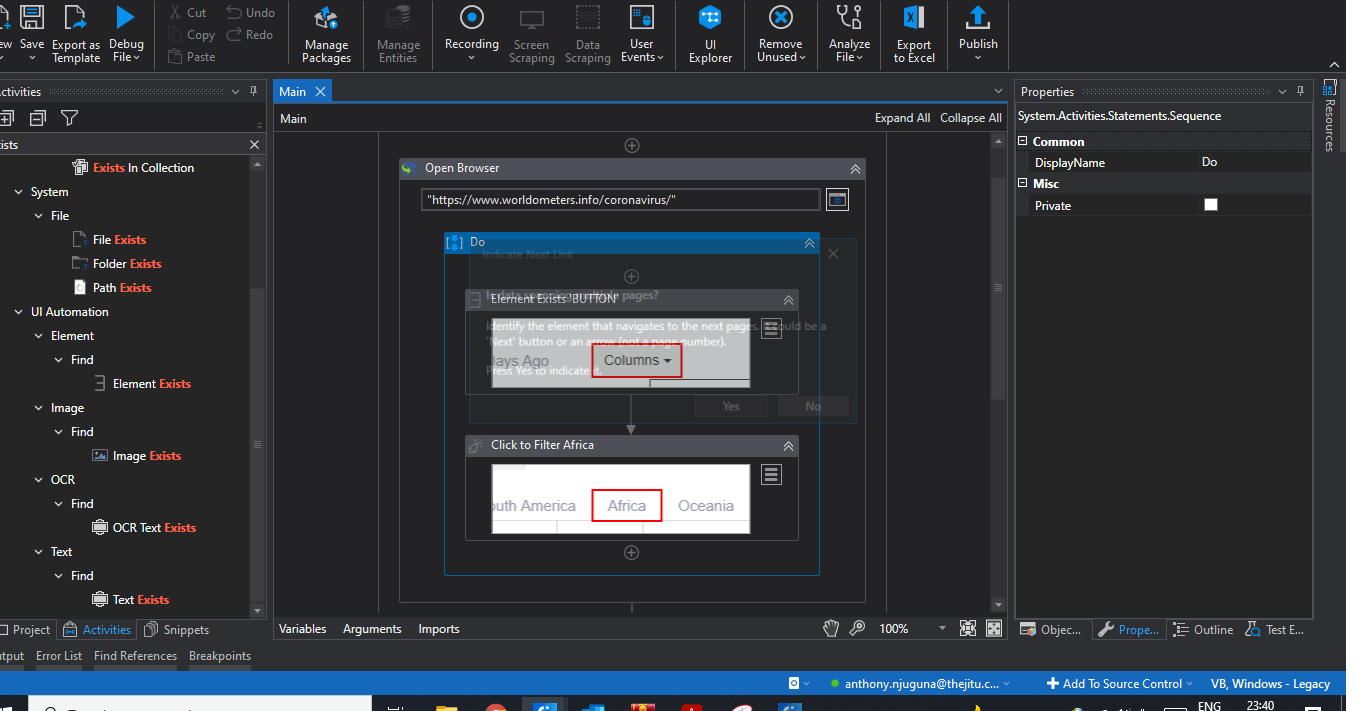 Save
Export as Template
Debug File
Cut
Copy
Paste
Undo
Redo
Manage Packages
Manage Entities
Recording
Screen Scraping
Data Scraping
User Events
UI Explorer
Remove Unused
Analyze File
Export to Excel
Publish
ctivities
ists
Exists In Collection
System
File
File Exists
Folder Exists
Path Exists
UI Automation
Element
Find
Element Exists
Image
Find
Image Exists
OCR
Find
OCR Text Exists
Text
Find
Text Exists
Project
Activities
Snippets
Main
Main
Expand All
Collapse All
Open Browser
"https://www.worldometers.info/coronavirus/"
Do
Indicate Next Link
Is data spanning multiple pages?
Element Exists 'BUTTON'
Identify the element that navigates to the next pages. It could be a
'Next' button or an arrow (not a page number).
Days Ago
Columns
Press Yes to indicate it.
Yes
No
Click to Filter Africa
outh America
Africa
Oceania
Variables
Arguments
Imports
100%
Properties
System.Activities.Statements.Sequence
Common
DisplayName Do
Misc
Private
Resources
Objec...
Prope...
Outline
Test E...
utput
Error List
Find References
Breakpoints
anthony.njuguna@thejitu.c...
Add To Source Control
VB, Windows - Legacy
ENG
23:40